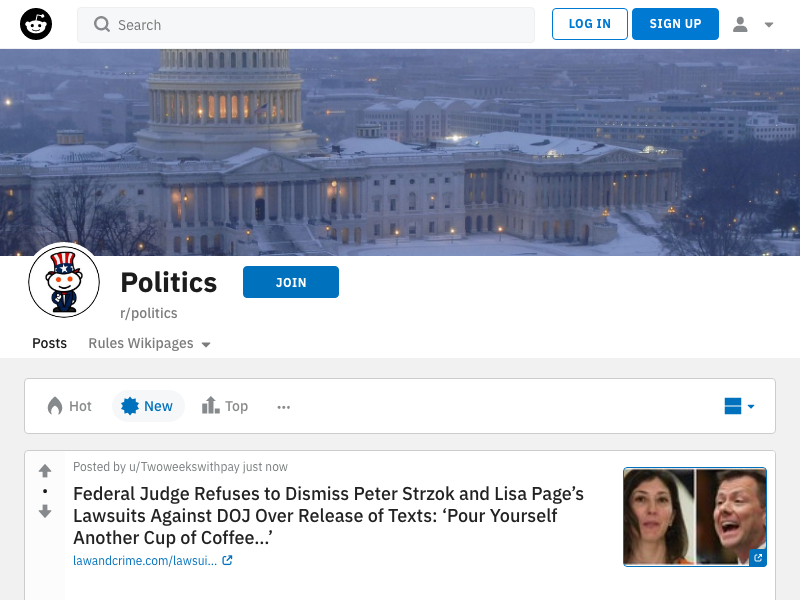 Search
LOG IN
SIGN UP
Politics
JOIN
r/politics
Posts
Rules Wikipages
Hot
New
Top
Posted by u/Twoweekswithpay just now
Federal Judge Refuses to Dismiss Peter Strzok and Lisa Page’s
Lawsuits Against DOJ Over Release of Texts: ‘Pour Yourself
Another Cup of Coffee...’
lawandcrime.com/lawsui...